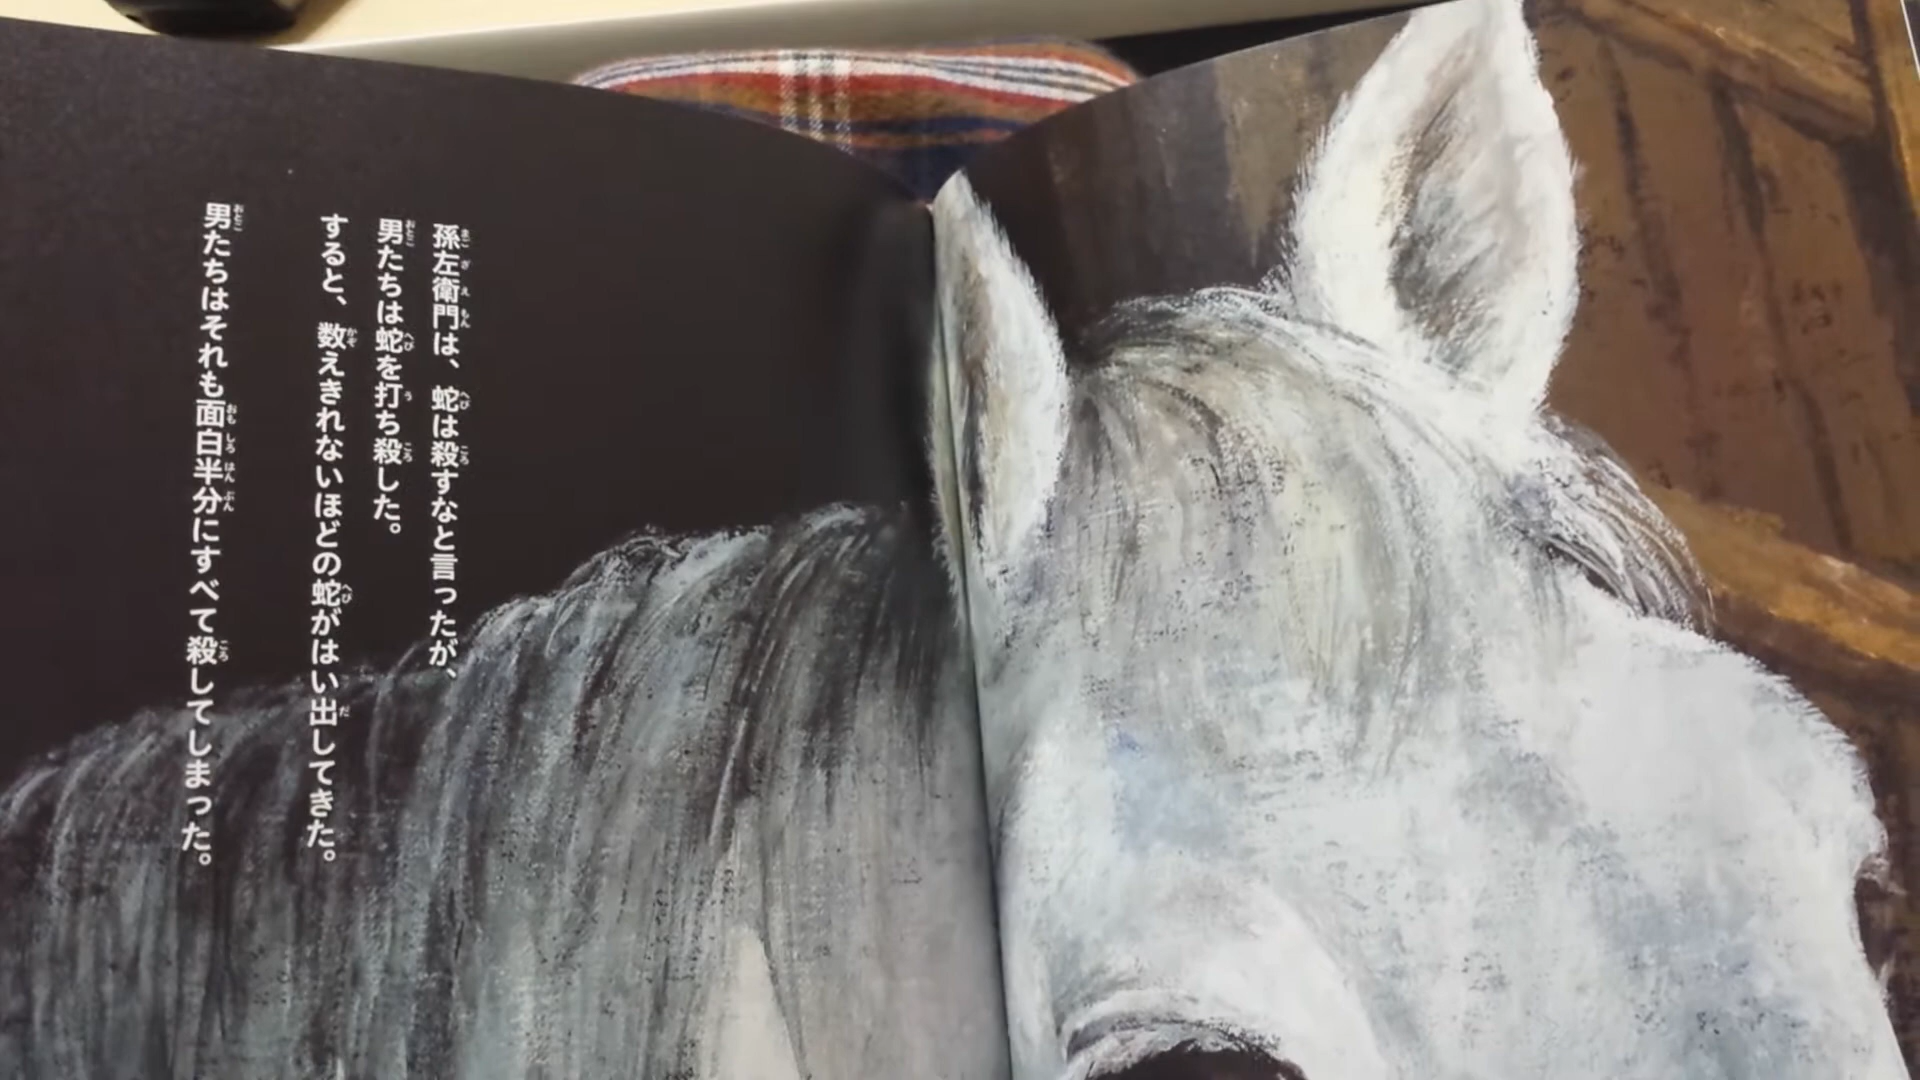 孫左衛門は、蛇は殺すなと言ったが、
男たちは蛇を打ち殺した。
すると、数えきれないほどの蛇がはい出してきた。
男たちはそれも面白半分にすべて殺してしまった。